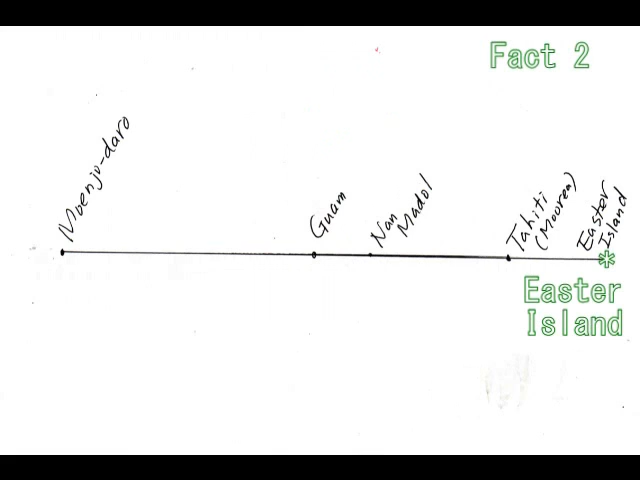 Fact 2
Moenjo-daro
Guam
Nan
Madol
Tahiti
(Moorea)
Easter
Island
Easter
Island